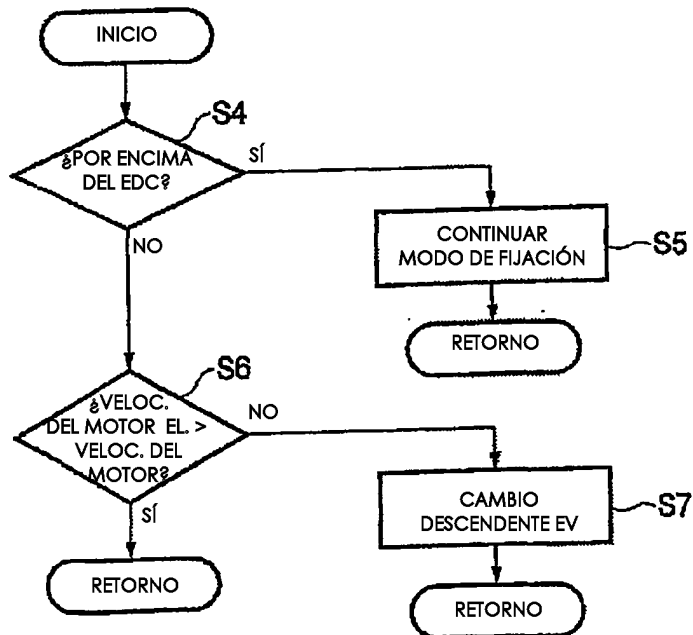 INICIO
S4
¿POR ENCIMA
DEL EDC?
SÍ
NO
CONTINUAR
MODO DE FIJACIÓN
S5
RETORNO
S6
¿VELOC.
DEL MOTOR EL. >
VELOC. DEL
MOTOR?
NO
SÍ
CAMBIO
DESCENDENTE EV
S7
RETORNO
RETORNO